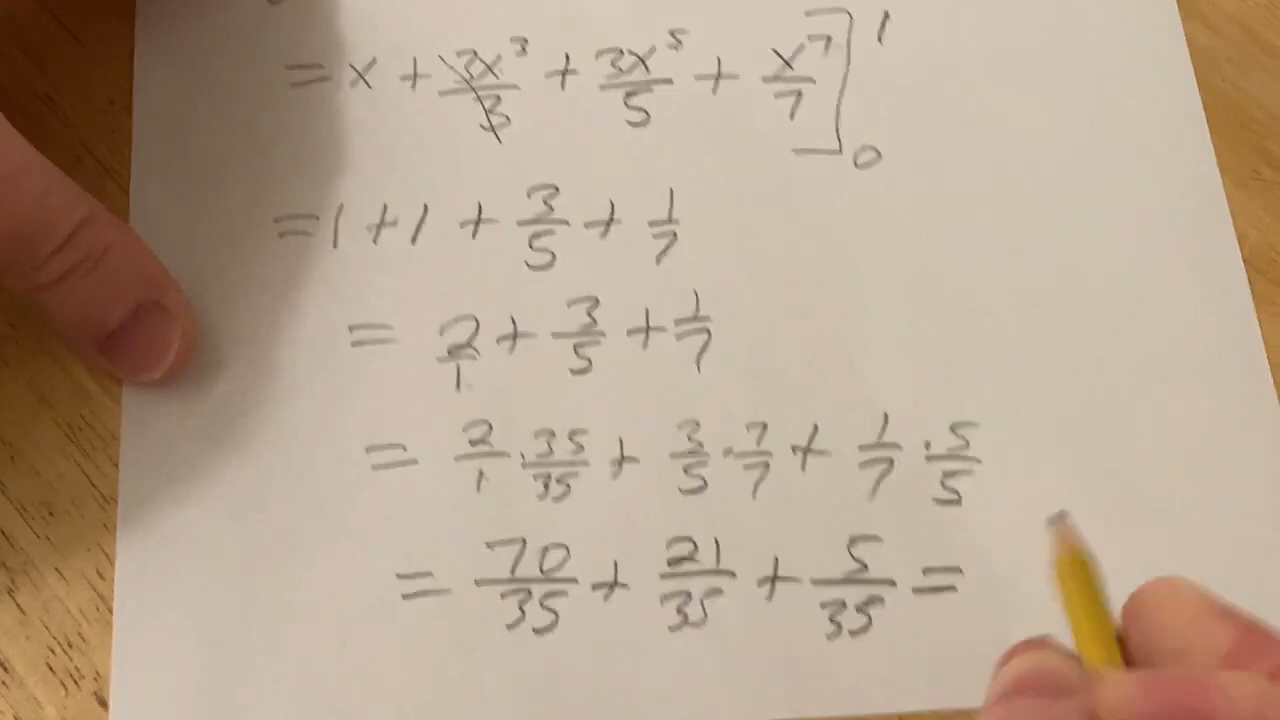 = x + 3x³/3 + 3x⁵/5 + x⁷/7]₀¹
= 1 + 1 + 3/5 + 1/7
= 2/1 + 3/5 + 1/7
= 2/1 · 35/35 + 3/5 · 7/7 + 1/7 · 5/5
= 70/35 + 21/35 + 5/35 =